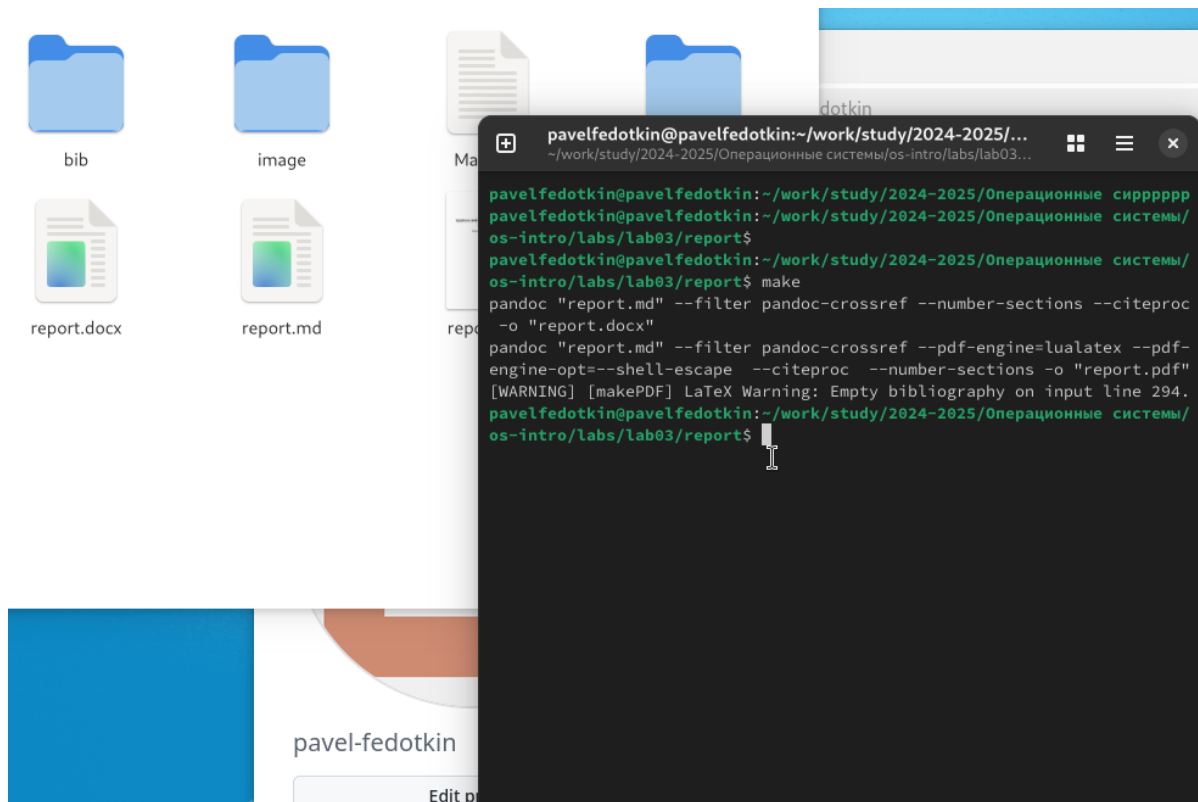 dotkin
bib
image
Ma
report.docx
report.md
repo
pavelfedotkin@pavelfedotkin:~/work/study/2024-2025/...
~/work/study/2024-2025/Операционные системы/os-intro/labs/lab03...
pavelfedotkin@pavelfedotkin:~/work/study/2024-2025/Операционные сирррррр
pavelfedotkin@pavelfedotkin:~/work/study/2024-2025/Операционные системы/
os-intro/labs/lab03/report$
pavelfedotkin@pavelfedotkin:~/work/study/2024-2025/Операционные системы/
os-intro/labs/lab03/report$ make
pandoc "report.md" --filter pandoc-crossref --number-sections --citeproc
-o "report.docx"
pandoc "report.md" --filter pandoc-crossref --pdf-engine=lualatex --pdf-
engine-opt=--shell-escape  --citeproc  --number-sections -o "report.pdf"
[WARNING] [makePDF] LaTeX Warning: Empty bibliography on input line 294.
pavelfedotkin@pavelfedotkin:~/work/study/2024-2025/Операционные системы/
os-intro/labs/lab03/report$
pavel-fedotkin
Edit p